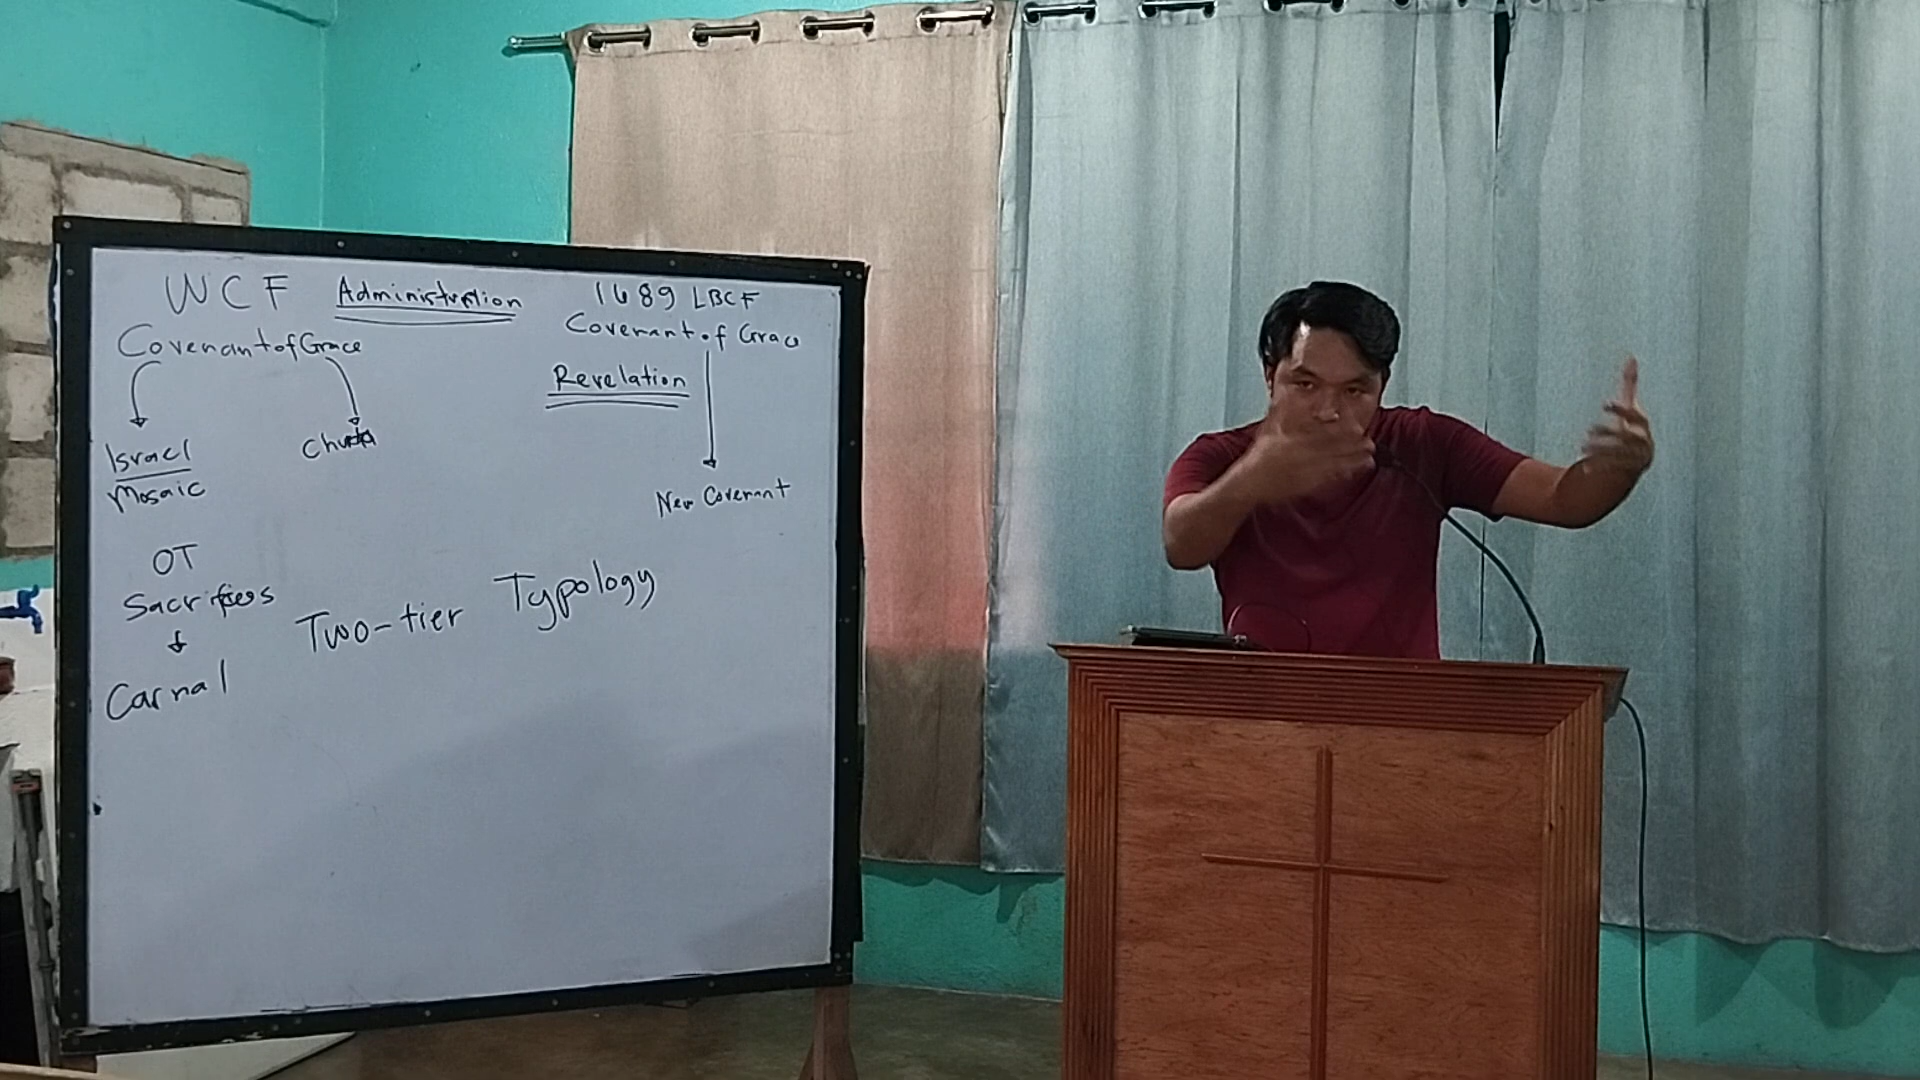 WCF Administration 1689 LBCF
Covenant of Grace
Covenant of Grace
Revelation
Israel
Mosaic
Church
New Covenant
OT
Sacrifices
Carnal
Two-tier Typology